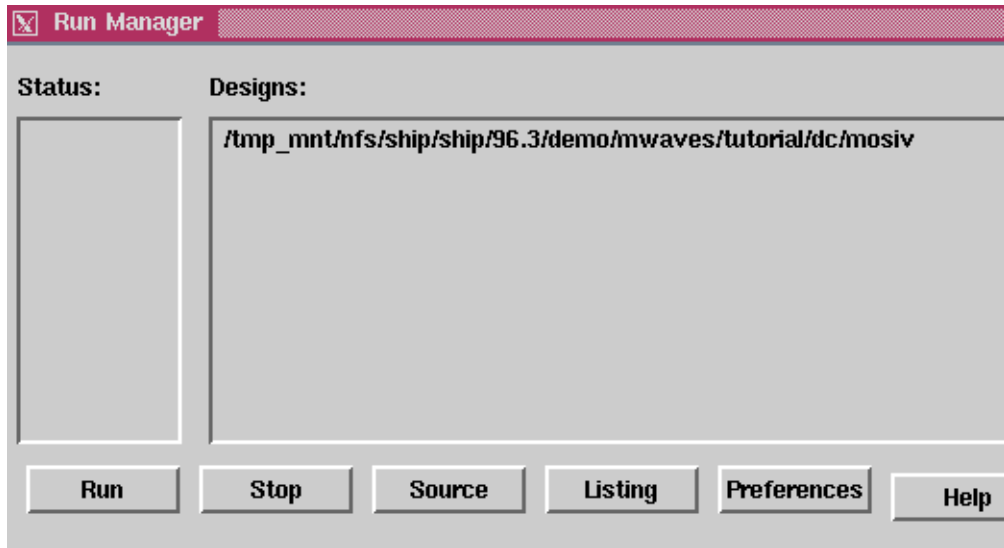 Run Manager
Status:
Designs:
/tmp_mnt/nfs/ship/ship/96.3/demo/mwaves/tutorial/dc/mosiv
Run
Stop
Source
Listing
Preferences
Help